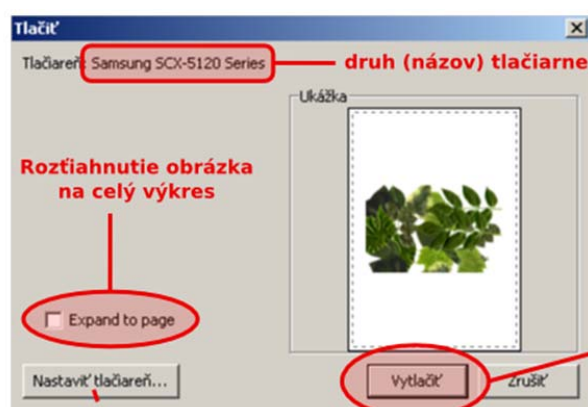 Tlačiť
Tlačiareň: Samsung SCX-5120 Series
druh (názov) tlačiarne
Ukážka
Rozťiahnutie obrázka
na celý výkres
Expand to page
Nastaviť tlačiareň...
Vytlačiť
Zrušiť